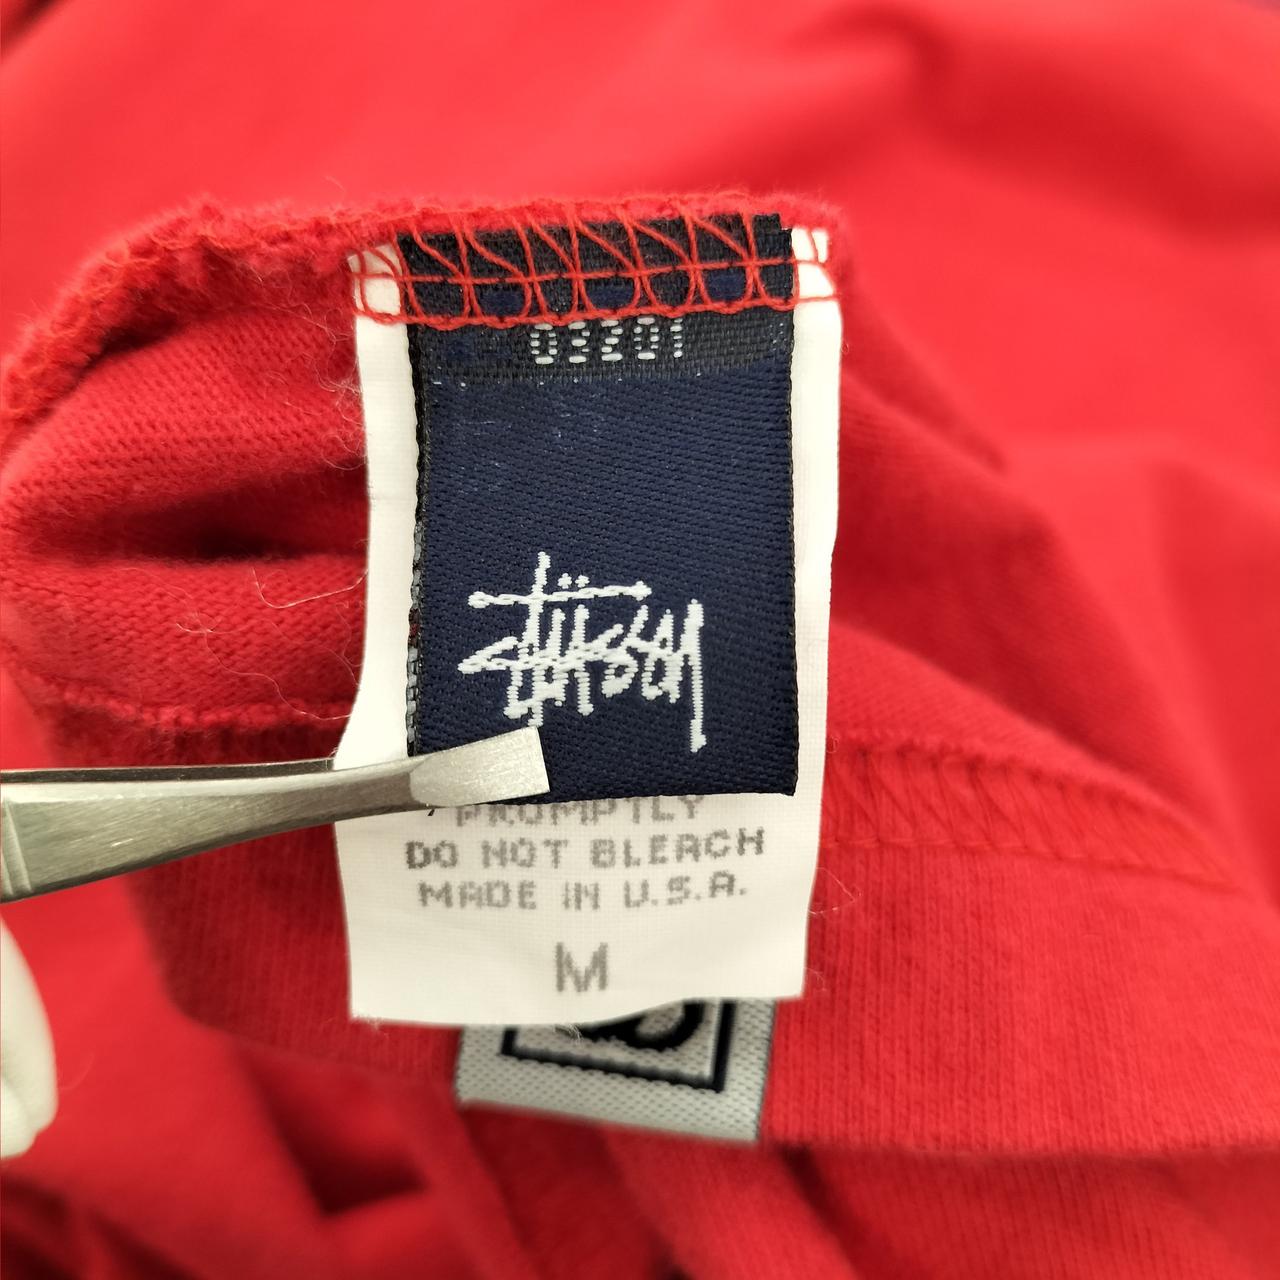 03201
Stüssy
PROMPTLY
DO NOT BLEACH
MADE IN U.S.A.
M